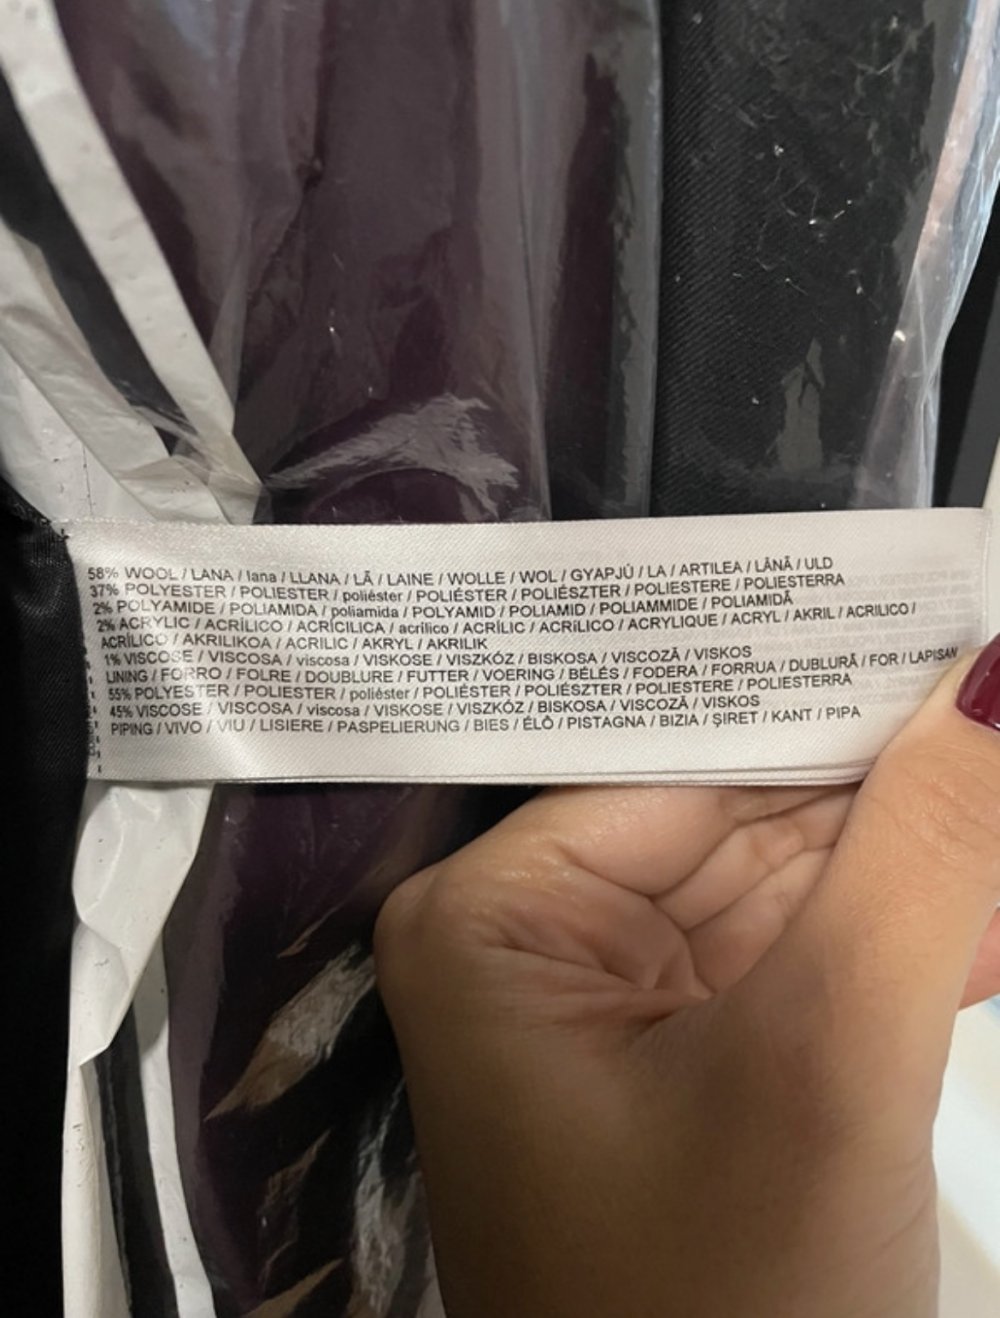 58% WOOL / LANA / lana / LLANA / LÃ / LAINE / WOLLE / WOL / GYAPJÚ / LA / ARTILEA / LÂNĂ / ULD
37% POLYESTER / POLIESTER / poliéster / POLIÉSTER / POLIÉSZTER / POLIESTERE / POLIESTERRA
2% POLYAMIDE / POLIAMIDA / poliamida / POLYAMID / POLIAMID / POLIAMMIDE / POLIAMIDĂ
2% ACRYLIC / ACRÍLICO / ACRÍCILICA / acrílico / ACRÍLIC / ACRÍLICO / ACRYLIQUE / ACRYL / AKRIL / ACRILICO /
ACRÍLICO / AKRILIKOA / ACRILIC / AKRYL / AKRILIK
1% VISCOSE / VISCOSA / viscosa / VISKOSE / VISZKÓZ / BISKOSA / VISCOZĂ / VISKOS
LINING / FORRO / FOLRE / DOUBLURE / FUTTER / VOERING / BÉLÉS / FODERA / FORRUA / DUBLURĂ / FOR / LAPISAN
55% POLYESTER / POLIESTER / poliéster / POLIÉSTER / POLIÉSZTER / POLIESTERE / POLIESTERRA
45% VISCOSE / VISCOSA / viscosa / VISKOSE / VISZKÓZ / BISKOSA / VISCOZĂ / VISKOS
PIPING / VIVO / VIU / LISIERE / PASPELIERUNG / BIES / ÉLŐ / PISTAGNA / BIZIA / ŞIRET / KANT / PIPA